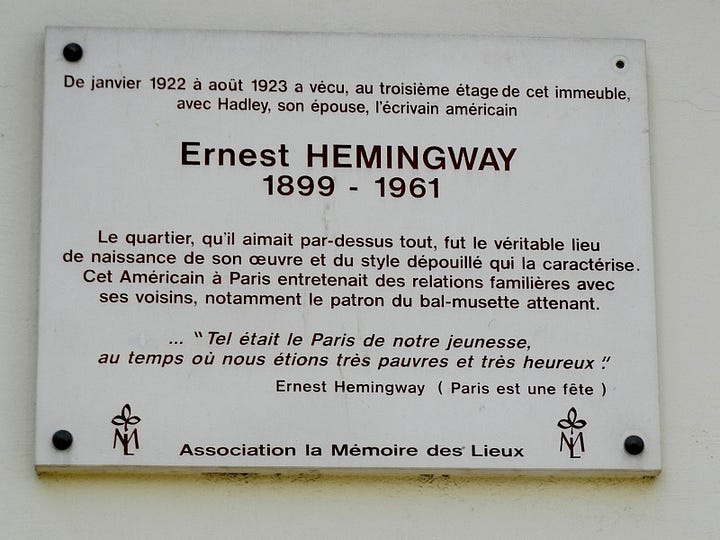 De janvier 1922 à août 1923 a vécu, au troisième étage de cet immeuble,
avec Hadley, son épouse, l'écrivain américain
Ernest HEMINGWAY
1899 - 1961
Le quartier, qu'il aimait par-dessus tout, fut le véritable lieu
de naissance de son œuvre et du style dépouillé qui la caractérise.
Cet Américain à Paris entretenait des relations familières avec
ses voisins, notamment le patron du bal-musette attenant.
... "Tel était le Paris de notre jeunesse,
au temps où nous étions très pauvres et très heureux."
Ernest Hemingway ( Paris est une fête )
ML Association la Mémoire des Lieux ML